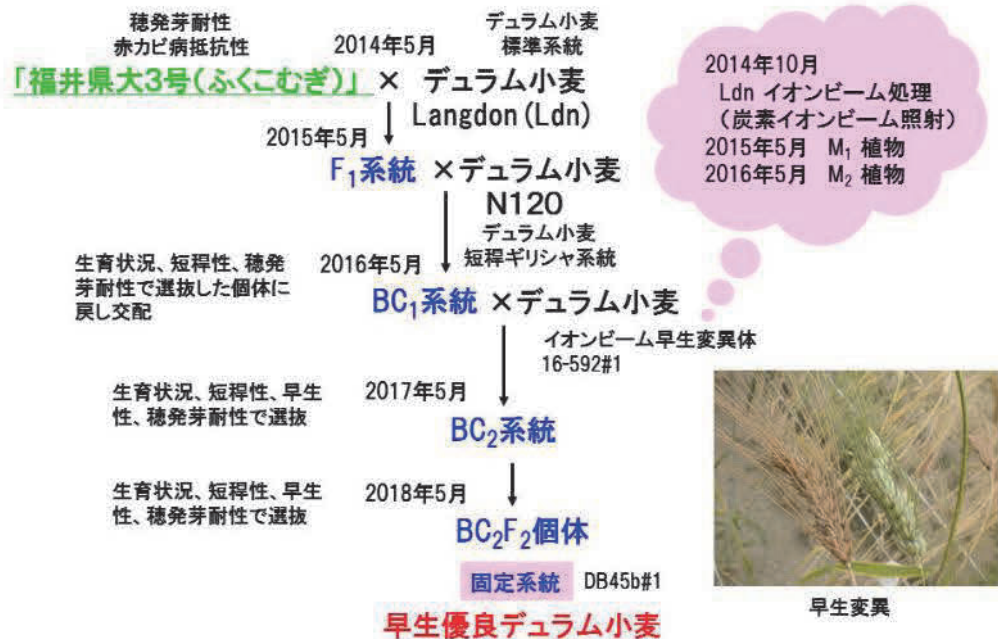 穂発芽耐性
赤カビ病抵抗性
2014年5月
デュラム小麦
標準系統
「福井県大3号(ふくこむぎ)」 × デュラム小麦
Langdon(Ldn)
2015年5月
F₁系統 ×デュラム小麦
N120
デュラム小麦
短稈ギリシャ系統
生育状況、短稈性、穂発
芽耐性で選抜した個体に
戻し交配
2016年5月
BC₁系統 ×デュラム小麦
イオンビーム早生変異体
16-592#1
生育状況、短稈性、早生
性、穂発芽耐性で選抜
2017年5月
BC₂系統
生育状況、短稈性、早生
性、穂発芽耐性で選抜
2018年5月
BC₂F₂個体
固定系統 DB45b#1
早生優良デュラム小麦
2014年10月
Ldn イオンビーム処理
(炭素イオンビーム照射)
2015年5月 M₁ 植物
2016年5月 M₂ 植物
早生変異